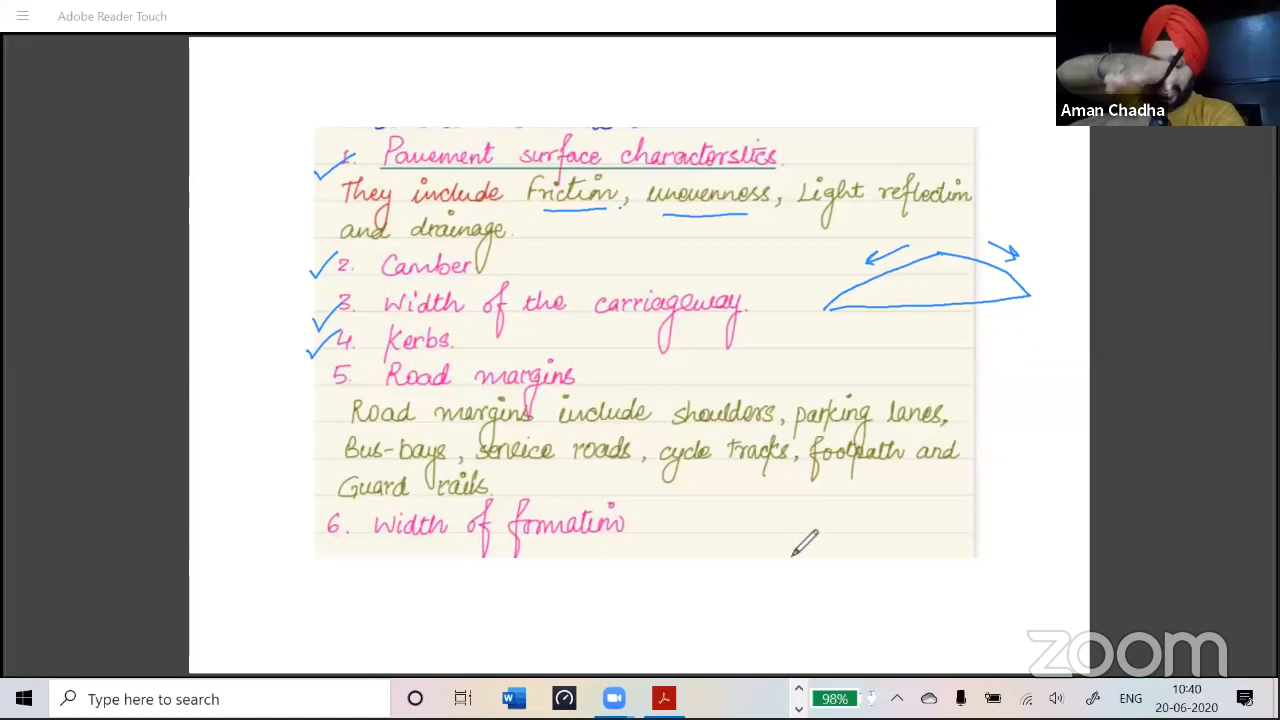 Adobe Reader Touch
Aman Chadha
1. Pavement surface charactorstics.
They include Friction, unevenness, Light reflection
and drainage.
2. Camber
3. Width of the carriageway.
4. Kerbs.
5. Road margins
Road margins include shoulders, parking lanes,
Bus-bays, service roads, cycle tracks, footpath and
Guard rails.
6. Width of formation
zoom
Type here to search
98%
ENG
10:40
20-06-2020